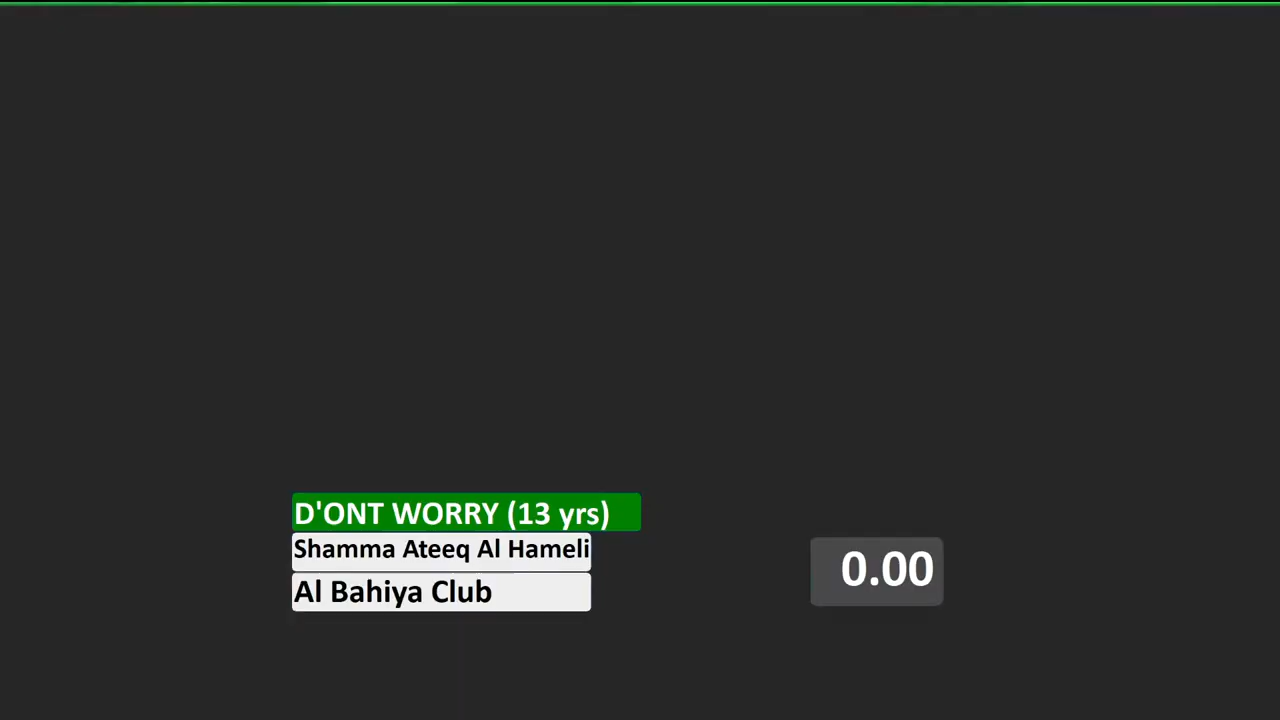 D'ONT WORRY (13 yrs)
Shamma Ateeq Al Hameli
Al Bahiya Club
0.00